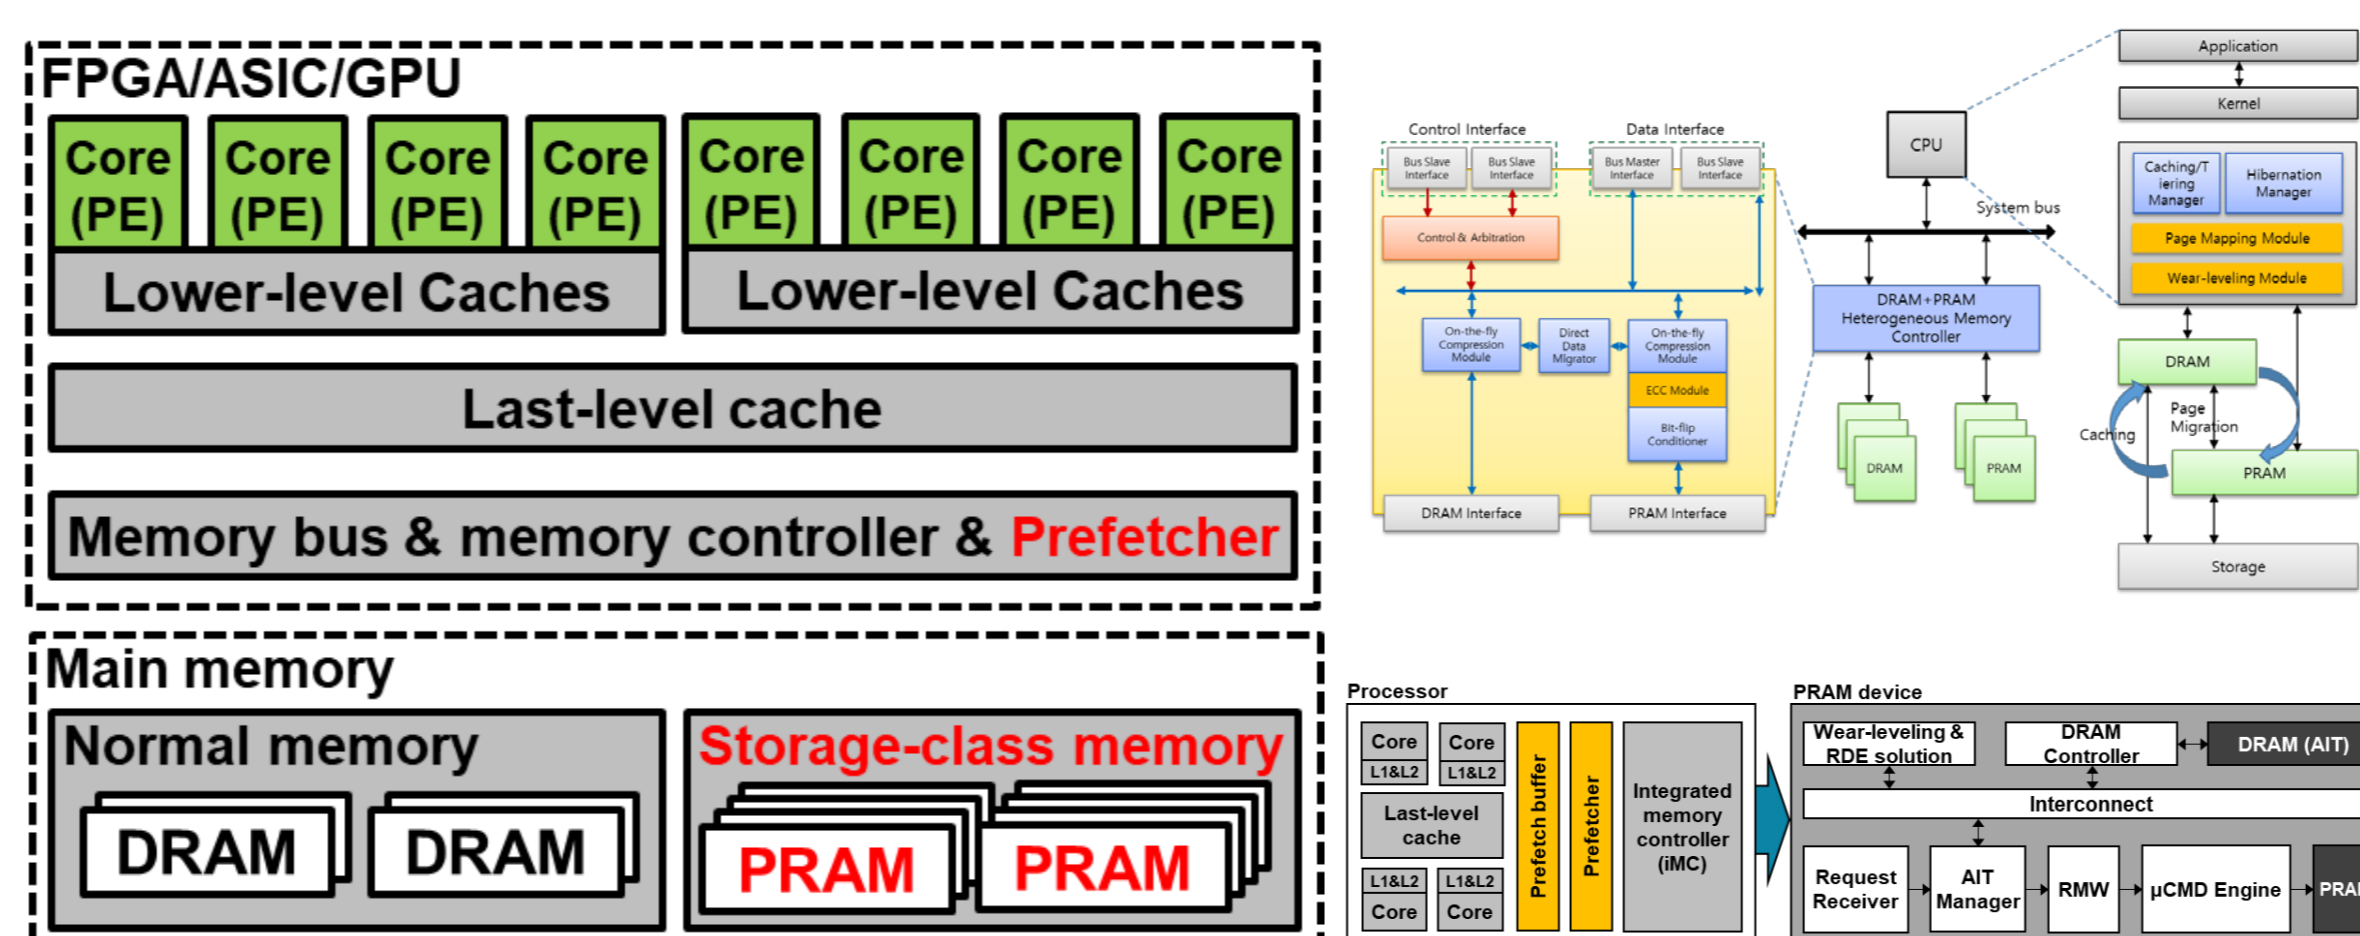 FPGA/ASIC/GPU
Core
(PE)
Core
(PE)
Core
(PE)
Core
(PE)
Core
(PE)
Core
(PE)
Core
(PE)
Core
(PE)
Lower-level Caches
Lower-level Caches
Last-level cache
Memory bus & memory controller & Prefetcher
Main memory
Normal memory
DRAM
DRAM
Storage-class memory
PRAM
PRAM
Control Interface
Data Interface
Bus Slave
Interface
Bus Slave
Interface
Bus Master
Interface
Bus Slave
Interface
Control & Arbitration
On-the-fly
Compression
Module
Direct
Data
Migrator
On-the-fly
Compression
Module
ECC Module
Bit-flip
Conditioner
DRAM Interface
PRAM Interface
CPU
System bus
DRAM+PRAM
Heterogeneous Memory
Controller
DRAM
PRAM
Application
Kernel
Caching/T
iering
Manager
Hibernation
Manager
Page Mapping Module
Wear-leveling Module
DRAM
Page
Migration
Caching
PRAM
Storage
Processor
Core
L1&L2
Core
L1&L2
Last-level
cache
L1&L2
Core
L1&L2
Core
Prefetch buffer
Prefetcher
Integrated
memory
controller
(iMC)
PRAM device
Wear-leveling &
RDE solution
DRAM
Controller
DRAM (AIT)
Interconnect
Request
Receiver
AIT
Manager
RMW
µCMD Engine